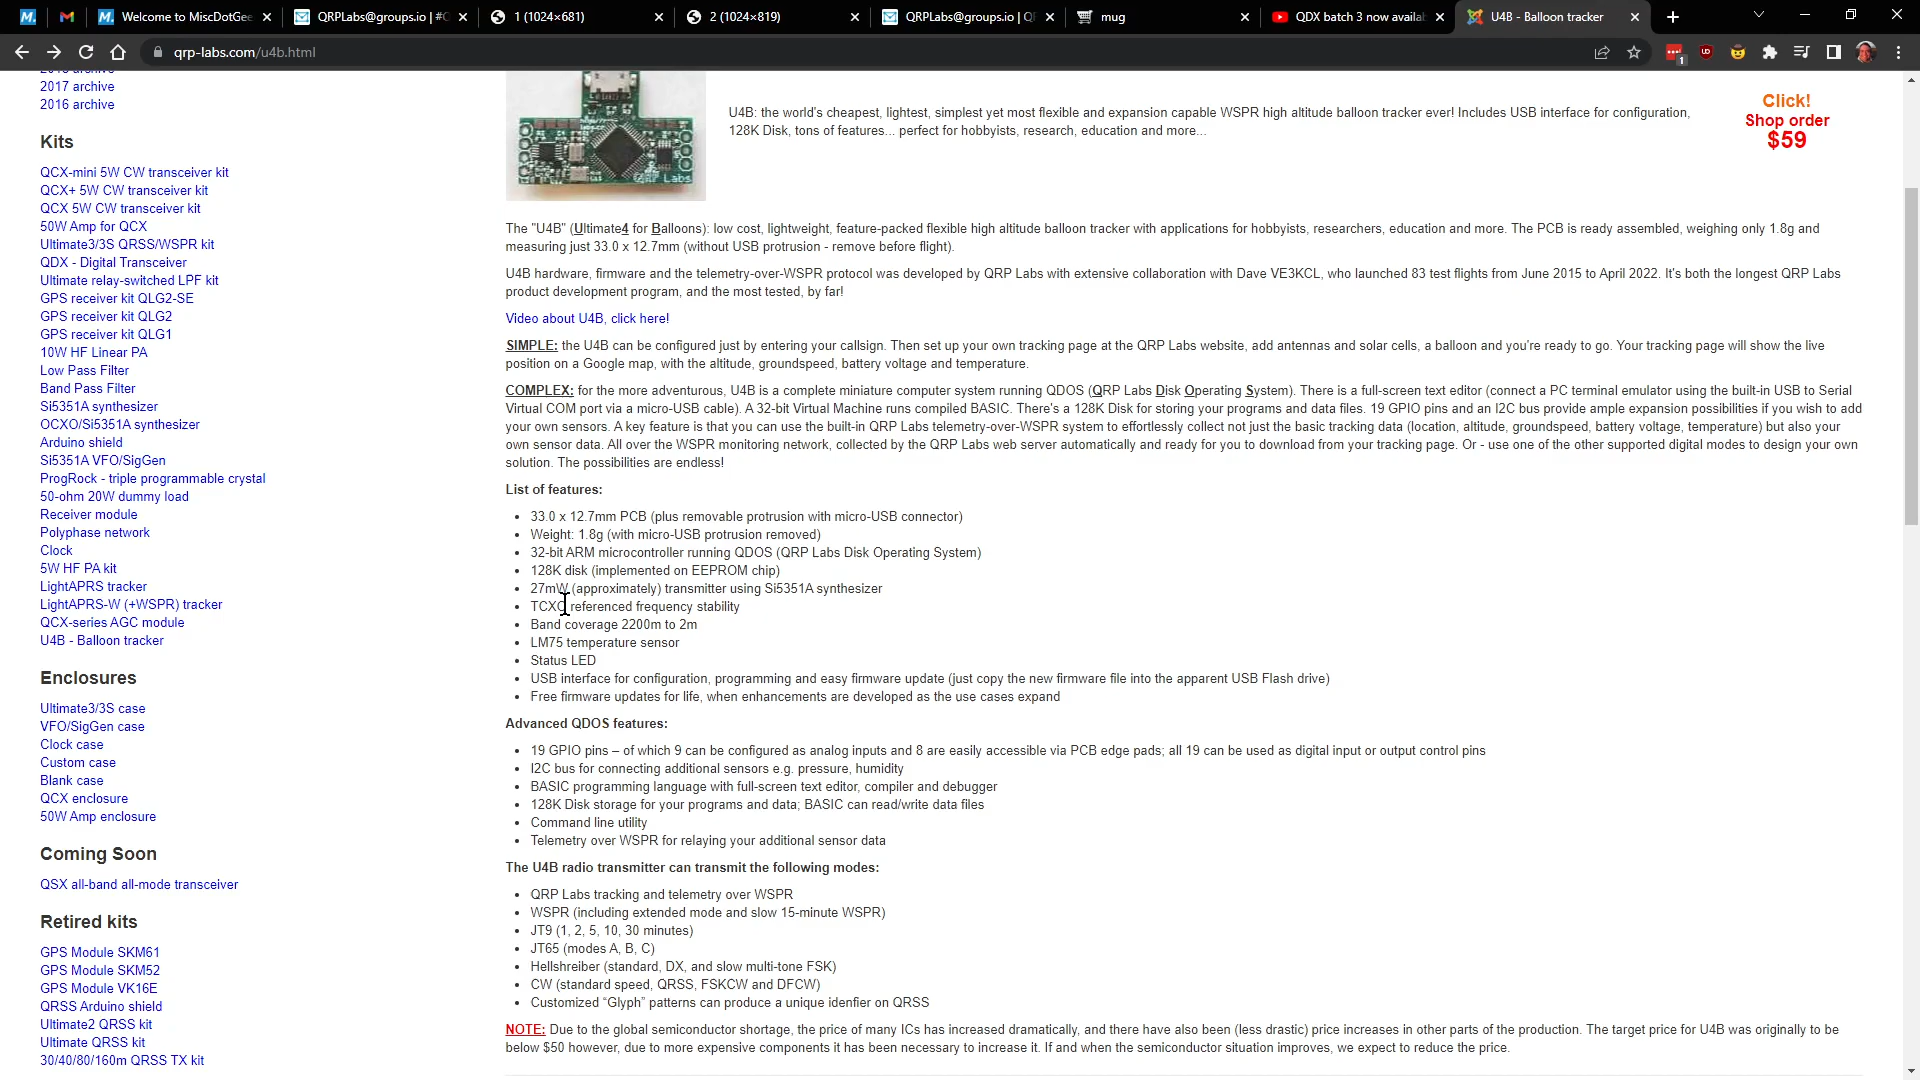 Welcome to MiscDotGee
QRPLabs@groups.io | #C
1 (1024×681)
2 (1024×819)
QRPLabs@groups.io | Q
mug
QDX batch 3 now availa
U4B - Balloon tracker
qrp-labs.com/u4b.html
2017 archive
2016 archive
Kits
QCX-mini 5W CW transceiver kit
QCX+ 5W CW transceiver kit
QCX 5W CW transceiver kit
50W Amp for QCX
Ultimate3/3S QRSS/WSPR kit
QDX - Digital Transceiver
Ultimate relay-switched LPF kit
GPS receiver kit QLG2-SE
GPS receiver kit QLG2
GPS receiver kit QLG1
10W HF Linear PA
Low Pass Filter
Band Pass Filter
Si5351A synthesizer
OCXO/Si5351A synthesizer
Arduino shield
Si5351A VFO/SigGen
ProgRock - triple programmable crystal
50-ohm 20W dummy load
Receiver module
Polyphase network
Clock
5W HF PA kit
LightAPRS tracker
LightAPRS-W (+WSPR) tracker
QCX-series AGC module
U4B - Balloon tracker
Enclosures
Ultimate3/3S case
VFO/SigGen case
Clock case
Custom case
Blank case
QCX enclosure
50W Amp enclosure
Coming Soon
QSX all-band all-mode transceiver
Retired kits
GPS Module SKM61
GPS Module SKM52
GPS Module VK16E
QRSS Arduino shield
Ultimate2 QRSS kit
Ultimate QRSS kit
30/40/80/160m QRSS TX kit
Labs
U4B: the world's cheapest, lightest, simplest yet most flexible and expansion capable WSPR high altitude balloon tracker ever! Includes USB interface for configuration,
128K Disk, tons of features... perfect for hobbyists, research, education and more...
Click!
Shop order
$59
The "U4B" (Ultimate4 for Balloons): low cost, lightweight, feature-packed flexible high altitude balloon tracker with applications for hobbyists, researchers, education and more. The PCB is ready assembled, weighing only 1.8g and
measuring just 33.0 x 12.7mm (without USB protrusion - remove before flight).
U4B hardware, firmware and the telemetry-over-WSPR protocol was developed by QRP Labs with extensive collaboration with Dave VE3KCL, who launched 83 test flights from June 2015 to April 2022. It's both the longest QRP Labs
product development program, and the most tested, by far!
Video about U4B, click here!
SIMPLE: the U4B can be configured just by entering your callsign. Then set up your own tracking page at the QRP Labs website, add antennas and solar cells, a balloon and you're ready to go. Your tracking page will show the live
position on a Google map, with the altitude, groundspeed, battery voltage and temperature.
COMPLEX: for the more adventurous, U4B is a complete miniature computer system running QDOS (QRP Labs Disk Operating System). There is a full-screen text editor (connect a PC terminal emulator using the built-in USB to Serial
Virtual COM port via a micro-USB cable). A 32-bit Virtual Machine runs compiled BASIC. There's a 128K Disk for storing your programs and data files. 19 GPIO pins and an I2C bus provide ample expansion possibilities if you wish to add
your own sensors. A key feature is that you can use the built-in QRP Labs telemetry-over-WSPR system to effortlessly collect not just the basic tracking data (location, altitude, groundspeed, battery voltage, temperature) but also your
own sensor data. All over the WSPR monitoring network, collected by the QRP Labs web server automatically and ready for you to download from your tracking page. Or - use one of the other supported digital modes to design your own
solution. The possibilities are endless!
List of features:
33.0 x 12.7mm PCB (plus removable protrusion with micro-USB connector)
Weight: 1.8g (with micro-USB protrusion removed)
32-bit ARM microcontroller running QDOS (QRP Labs Disk Operating System)
128K disk (implemented on EEPROM chip)
27mW (approximately) transmitter using Si5351A synthesizer
TCXO referenced frequency stability
Band coverage 2200m to 2m
LM75 temperature sensor
Status LED
USB interface for configuration, programming and easy firmware update (just copy the new firmware file into the apparent USB Flash drive)
Free firmware updates for life, when enhancements are developed as the use cases expand
Advanced QDOS features:
19 GPIO pins – of which 9 can be configured as analog inputs and 8 are easily accessible via PCB edge pads; all 19 can be used as digital input or output control pins
I2C bus for connecting additional sensors e.g. pressure, humidity
BASIC programming language with full-screen text editor, compiler and debugger
128K Disk storage for your programs and data; BASIC can read/write data files
Command line utility
Telemetry over WSPR for relaying your additional sensor data
The U4B radio transmitter can transmit the following modes:
QRP Labs tracking and telemetry over WSPR
WSPR (including extended mode and slow 15-minute WSPR)
JT9 (1, 2, 5, 10, 30 minutes)
JT65 (modes A, B, C)
Hellshreiber (standard, DX, and slow multi-tone FSK)
CW (standard speed, QRSS, FSKCW and DFCW)
Customized “Glyph” patterns can produce a unique idenfier on QRSS
NOTE: Due to the global semiconductor shortage, the price of many ICs has increased dramatically, and there have also been (less drastic) price increases in other parts of the production. The target price for U4B was originally to be
below $50 however, due to more expensive components it has been necessary to increase it. If and when the semiconductor situation improves, we expect to reduce the price.